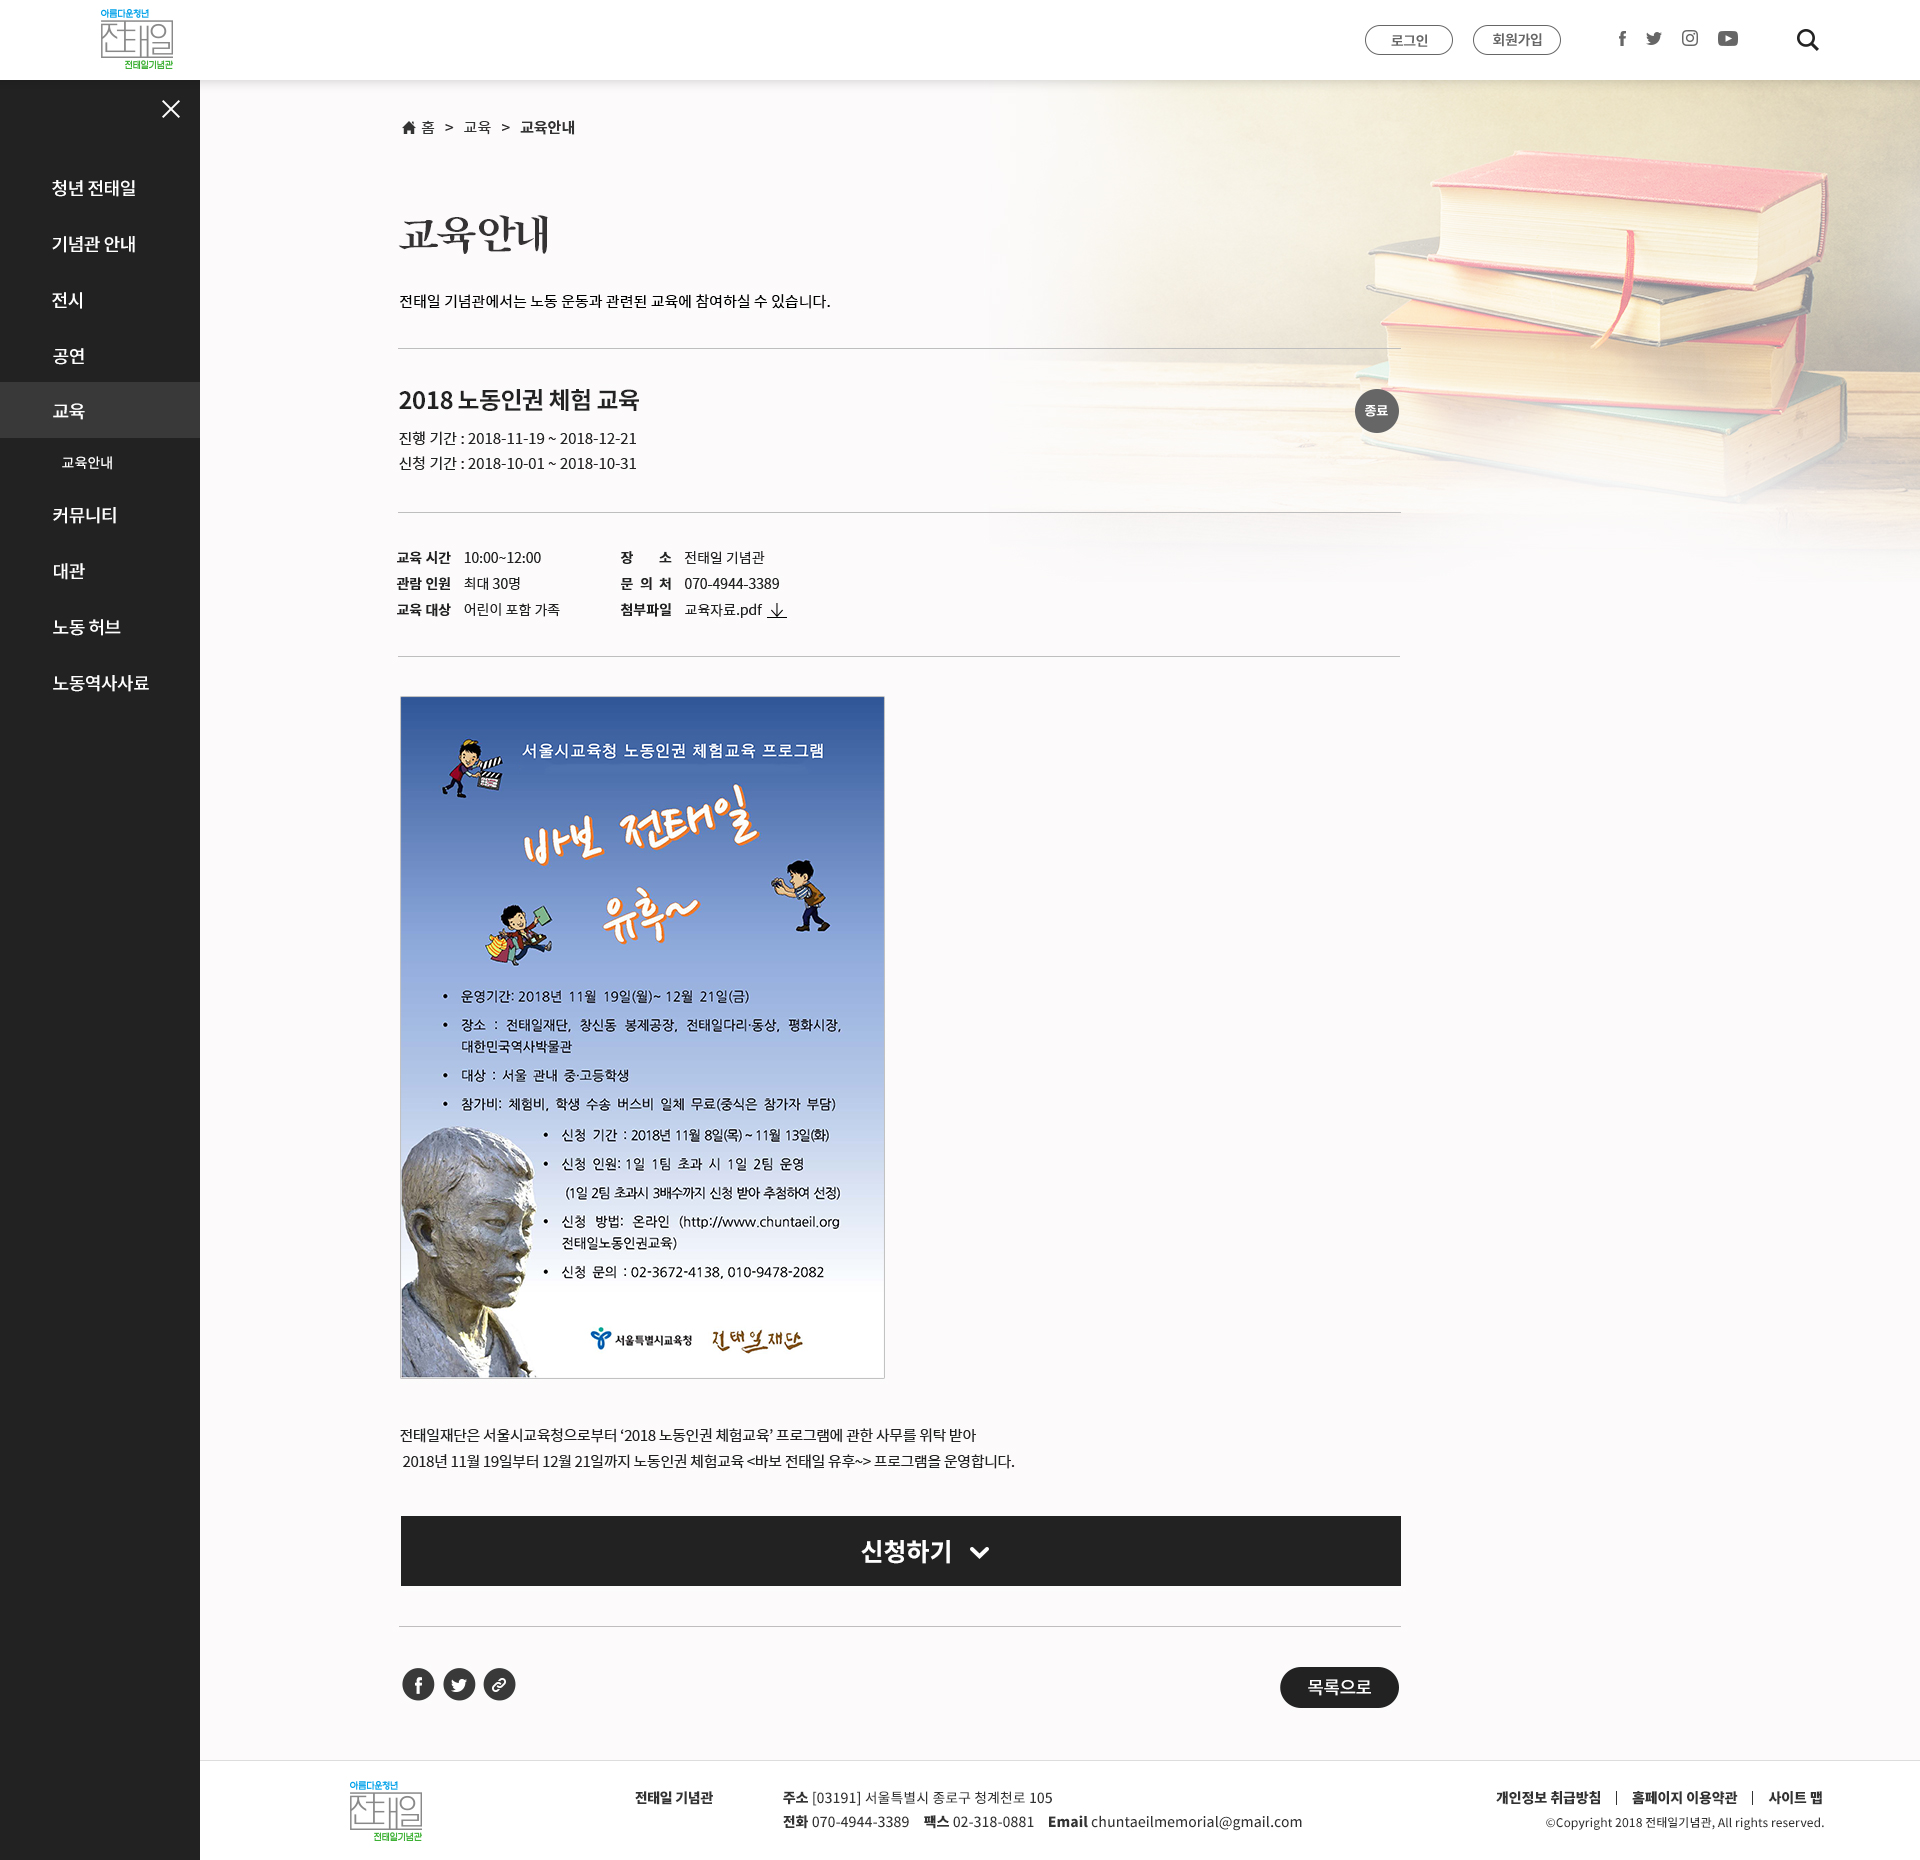 아름다운청년
전태일
전태일기념관
로그인
회원가입
홈 > 교육 > 교육안내
청년 전태일
기념관 안내
전시
공연
교육
교육안내
커뮤니티
대관
노동 허브
노동역사사료
교육안내
전태일 기념관에서는 노동 운동과 관련된 교육에 참여하실 수 있습니다.
2018 노동인권 체험 교육
종료
진행 기간 : 2018-11-19 ~ 2018-12-21
신청 기간 : 2018-10-01 ~ 2018-10-31
교육 시간 10:00~12:00 장 소 전태일 기념관
관람 인원 최대 30명 문 의 처 070-4944-3389
교육 대상 어린이 포함 가족 첨부파일 교육자료.pdf
서울시교육청 노동인권 체험교육 프로그램
바보 전태일
유후~
• 운영기간: 2018년 11월 19일(월)~ 12월 21일(금)
• 장소 : 전태일재단, 창신동 봉제공장, 전태일다리·동상, 평화시장,
대한민국역사박물관
• 대상 : 서울 관내 중·고등학생
• 참가비: 체험비, 학생 수송 버스비 일체 무료(중식은 참가자 부담)
• 신청 기간 : 2018년 11월 8일(목) ~ 11월 13일(화)
• 신청 인원: 1일 1팀 초과 시 1일 2팀 운영
(1일 2팀 초과시 3배수까지 신청 받아 추첨하여 선정)
• 신청 방법: 온라인 (http://www.chuntaeil.org
전태일노동인권교육)
• 신청 문의 : 02-3672-4138, 010-9478-2082
서울특별시교육청 전태일재단
전태일재단은 서울시교육청으로부터 ‘2018 노동인권 체험교육’ 프로그램에 관한 사무를 위탁 받아
2018년 11월 19일부터 12월 21일까지 노동인권 체험교육 <바보 전태일 유후~> 프로그램을 운영합니다.
신청하기
목록으로
아름다운청년
전태일
전태일기념관
전태일 기념관
주소 [03191] 서울특별시 종로구 청계천로 105
전화 070-4944-3389 팩스 02-318-0881 Email chuntaeilmemorial@gmail.com
개인정보 취급방침 | 홈페이지 이용약관 | 사이트 맵
©Copyright 2018 전태일기념관, All rights reserved.